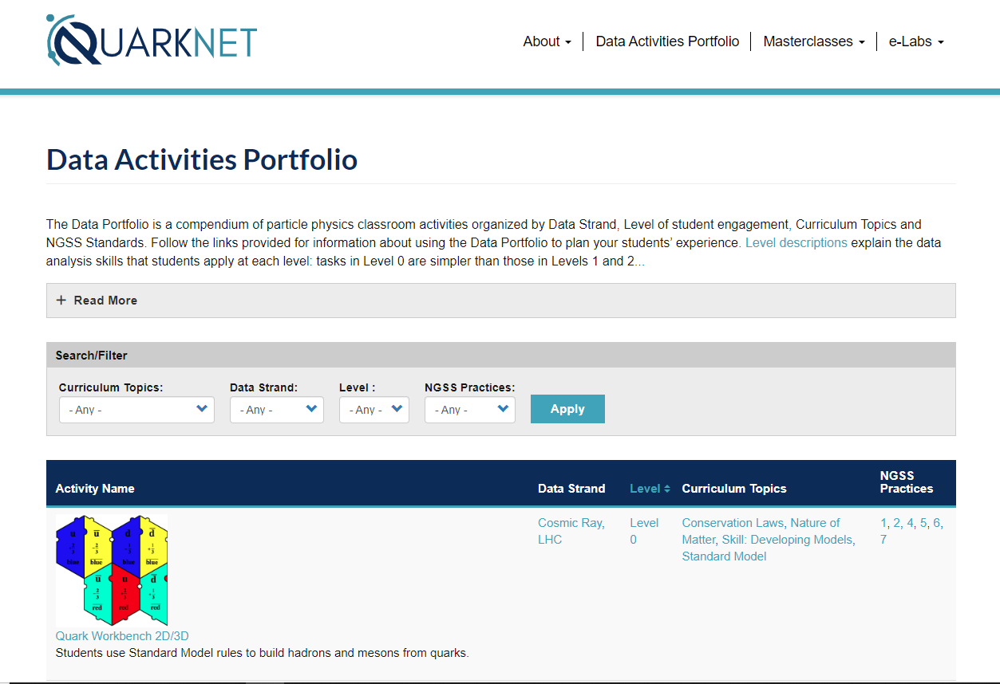 QUARKNET
About
Data Activities Portfolio
Masterclasses
e-Labs
Data Activities Portfolio
The Data Portfolio is a compendium of particle physics classroom activities organized by Data Strand, Level of student engagement, Curriculum Topics and
NGSS Standards. Follow the links provided for information about using the Data Portfolio to plan your students’ experience. Level descriptions explain the data
analysis skills that students apply at each level: tasks in Level 0 are simpler than those in Levels 1 and 2...
+ Read More
Search/Filter
Curriculum Topics: Data Strand: Level : NGSS Practices:
- Any - - Any - - Any - - Any - Apply
Activity Name Data Strand Level Curriculum Topics NGSS Practices
Cosmic Ray, LHC
Level 0
Conservation Laws, Nature of
Matter, Skill: Developing Models,
Standard Model
1, 2, 4, 5, 6,
7
u ū d d̄
blue blue blue blue
ū u d̄
red red red
Quark Workbench 2D/3D
Students use Standard Model rules to build hadrons and mesons from quarks.